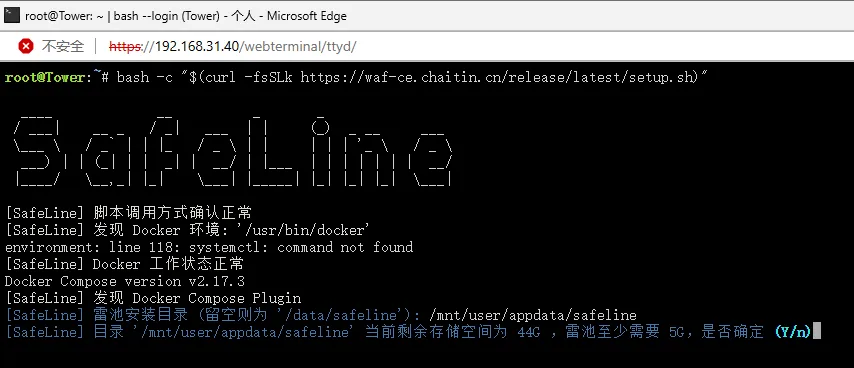 root@Tower: ~ | bash --login (Tower) - 个人 - Microsoft Edge
不安全 | https://192.168.31.40/webterminal/ttyd/
root@Tower:~# bash -c "$(curl -fsSLk https://waf-ce.chaitin.cn/release/latest/setup.sh)"
SafeLine
[SafeLine] 脚本调用方式确认正常
[SafeLine] 发现 Docker 环境: '/usr/bin/docker'
environment: line 118: systemctl: command not found
[SafeLine] Docker 工作状态正常
Docker Compose version v2.17.3
[SafeLine] 发现 Docker Compose Plugin
[SafeLine] 雷池安装目录 (留空则为 '/data/safeline'): /mnt/user/appdata/safeline
[SafeLine] 目录 '/mnt/user/appdata/safeline' 当前剩余存储空间为 44G ，雷池至少需要 5G，是否确定 (Y/n)